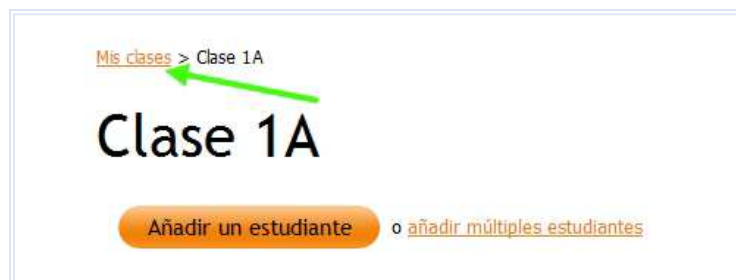 Mis clases > Clase 1A
Clase 1A
Añadir un estudiante o añadir múltiples estudiantes